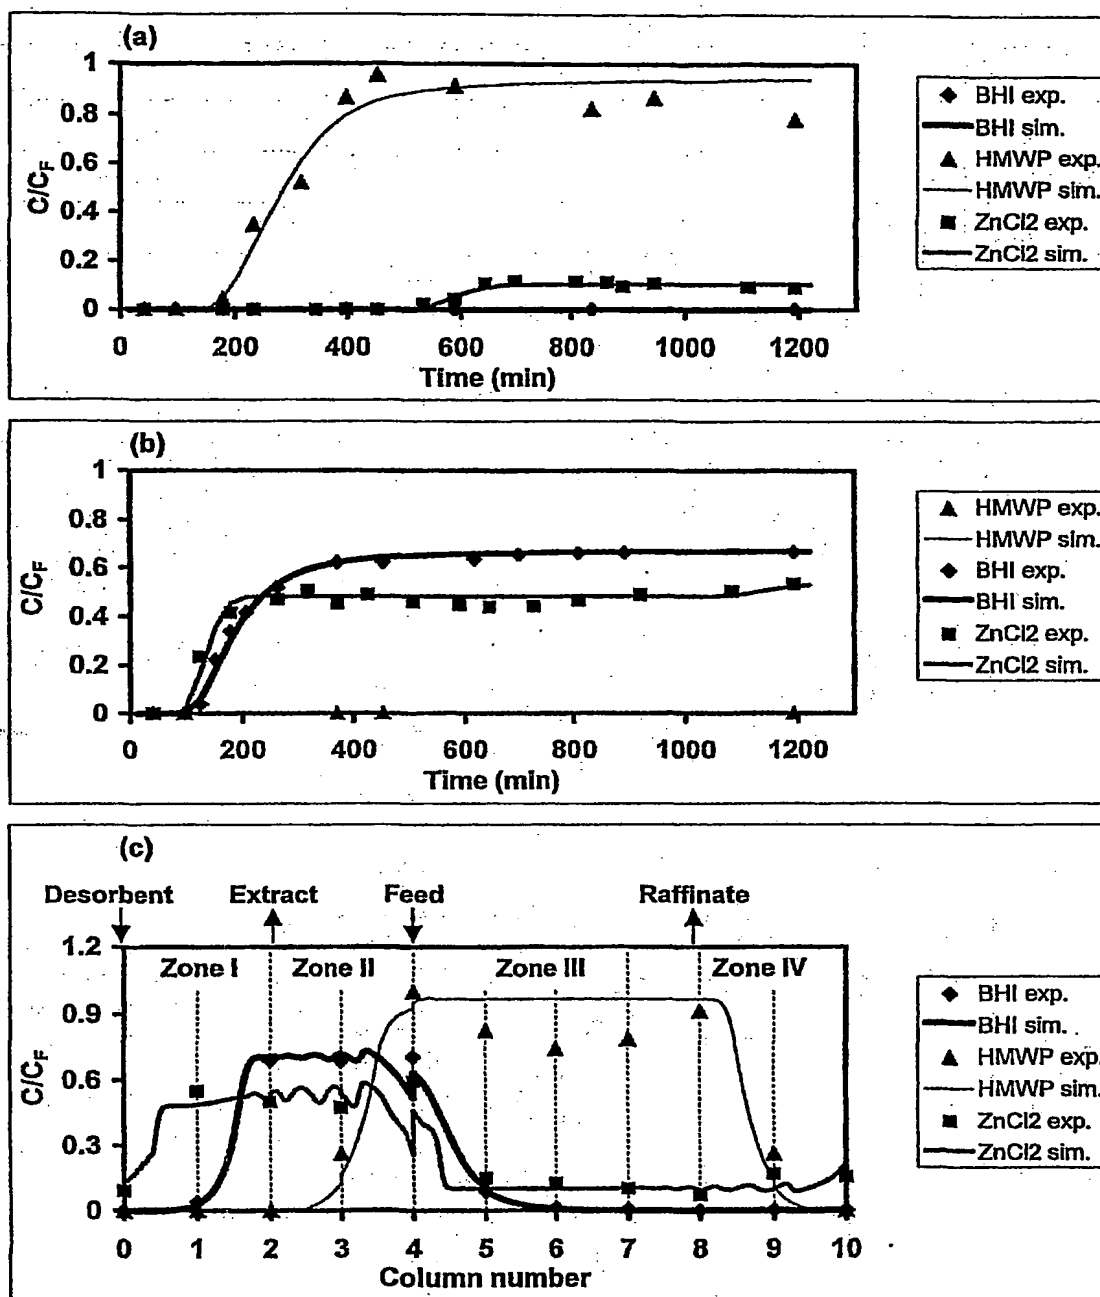 (a)
1
0.8
0.6
0.4
0.2
0
C/CF
0 200 400 600 800 1000 1200
Time (min)
BHI exp.
BHI sim.
HMWP exp.
HMWP sim.
ZnCl2 exp.
ZnCl2 sim.
(b)
1
0.8
0.6
0.4
0.2
0
C/CF
0 200 400 600 800 1000 1200
Time (min)
HMWP exp.
HMWP sim.
BHI exp.
BHI sim.
ZnCl2 exp.
ZnCl2 sim.
(c)
Desorbent Extract Feed Raffinate
1.2
0.9
0.6
0.3
0
C/CF
Zone I Zone II Zone III Zone IV
0 1 2 3 4 5 6 7 8 9 10
Column number
BHI exp.
BHI sim.
HMWP exp.
HMWP sim.
ZnCl2 exp.
ZnCl2 sim.